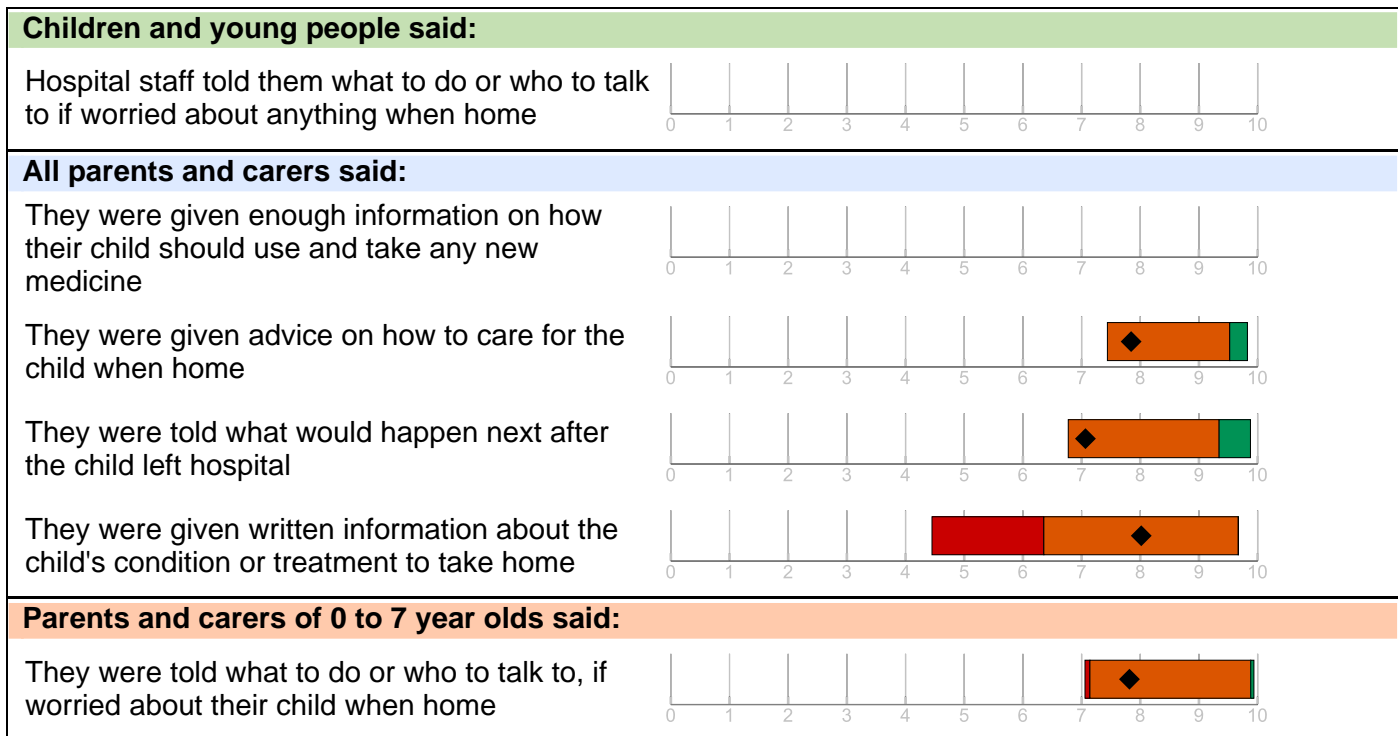 Children and young people said:
Hospital staff told them what to do or who to talk
to if worried about anything when home
0 1 2 3 4 5 6 7 8 9 10
All parents and carers said:
They were given enough information on how
their child should use and take any new
medicine
0 1 2 3 4 5 6 7 8 9 10
They were given advice on how to care for the
child when home
0 1 2 3 4 5 6 7 8 9 10
They were told what would happen next after
the child left hospital
0 1 2 3 4 5 6 7 8 9 10
They were given written information about the
child's condition or treatment to take home
0 1 2 3 4 5 6 7 8 9 10
Parents and carers of 0 to 7 year olds said:
They were told what to do or who to talk to, if
worried about their child when home
0 1 2 3 4 5 6 7 8 9 10